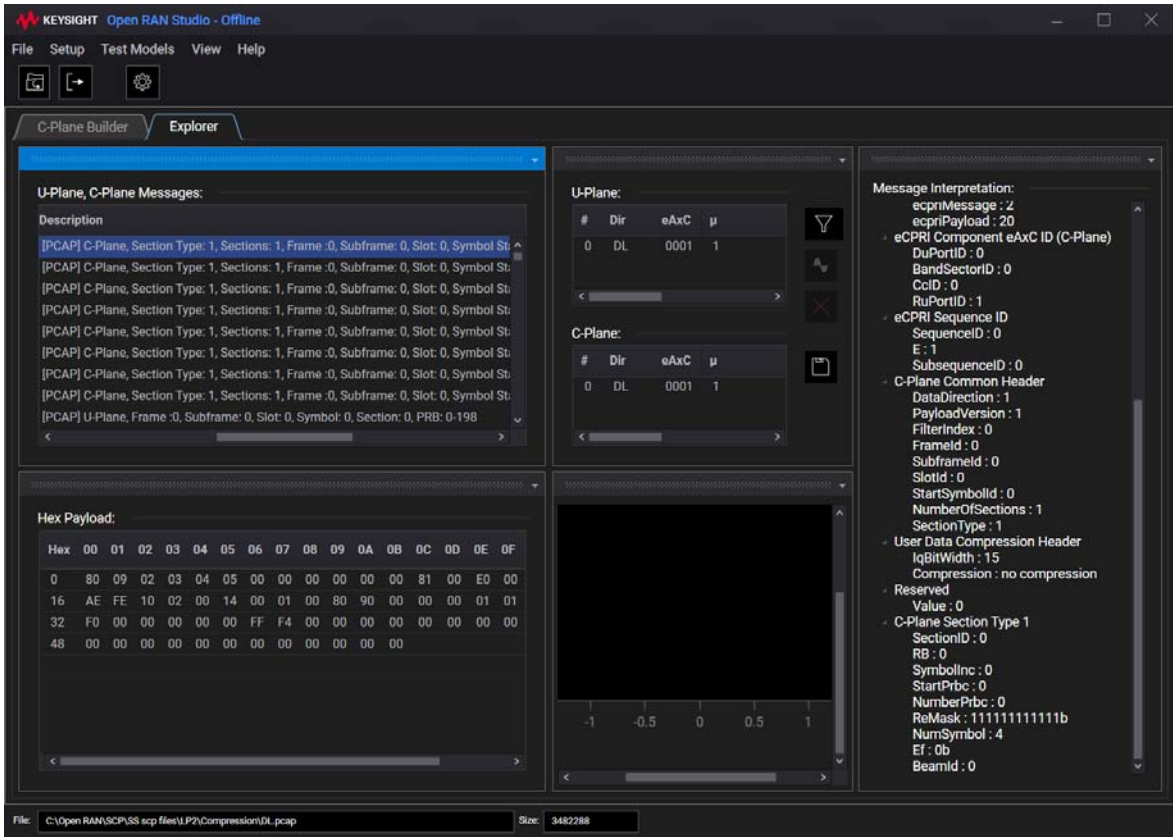 KEYSIGHT Open RAN Studio - Offline
File Setup Test Models View Help
C-Plane Builder Explorer
U-Plane, C-Plane Messages:
Description
[PCAP] C-Plane, Section Type: 1, Sections: 1, Frame :0, Subframe: 0, Slot: 0, Symbol Sta
[PCAP] C-Plane, Section Type: 1, Sections: 1, Frame :0, Subframe: 0, Slot: 0, Symbol Sta
[PCAP] C-Plane, Section Type: 1, Sections: 1, Frame :0, Subframe: 0, Slot: 0, Symbol Sta
[PCAP] C-Plane, Section Type: 1, Sections: 1, Frame :0, Subframe: 0, Slot: 0, Symbol Sta
[PCAP] C-Plane, Section Type: 1, Sections: 1, Frame :0, Subframe: 0, Slot: 0, Symbol Sta
[PCAP] C-Plane, Section Type: 1, Sections: 1, Frame :0, Subframe: 0, Slot: 0, Symbol Sta
[PCAP] C-Plane, Section Type: 1, Sections: 1, Frame :0, Subframe: 0, Slot: 0, Symbol Sta
[PCAP] C-Plane, Section Type: 1, Sections: 1, Frame :0, Subframe: 0, Slot: 0, Symbol Sta
[PCAP] U-Plane, Frame :0, Subframe: 0, Slot: 0, Symbol: 0, Section: 0, PRB: 0-198
U-Plane:
# Dir eAxC μ
0 DL 0001 1
C-Plane:
# Dir eAxC μ
0 DL 0001 1
Hex Payload:
Hex 00 01 02 03 04 05 06 07 08 09 0A 0B 0C 0D 0E 0F
0 80 09 02 03 04 05 00 00 00 00 00 00 81 00 E0 00
16 AE FE 10 02 00 14 00 01 00 80 90 00 00 00 01 01
32 F0 00 00 00 00 00 FF F4 00 00 00 00 00 00 00 00
48 00 00 00 00 00 00 00 00 00 00 00 00
-1 -0.5 0 0.5 1
Message Interpretation:
ecpriMessage : 2
ecpriPayload : 20
eCPRI Component eAxC ID (C-Plane)
DuPortID : 0
BandSectorID : 0
CcID : 0
RuPortID : 1
eCPRI Sequence ID
SequenceID : 0
E : 1
SubsequenceID : 0
C-Plane Common Header
DataDirection : 1
PayloadVersion : 1
FilterIndex : 0
FrameId : 0
SubframeId : 0
SlotId : 0
StartSymbolId : 0
NumberOfSections : 1
SectionType : 1
User Data Compression Header
IqBitWidth : 15
Compression : no compression
Reserved
Value : 0
C-Plane Section Type 1
SectionID : 0
RB : 0
SymbolInc : 0
StartPrbc : 0
NumberPrbc : 0
ReMask : 111111111111b
NumSymbol : 4
Ef : 0b
BeamId : 0
File: C:\Open RAN\SCP\SS scp files\LP2\Compression\DL.pcap Size: 3482288